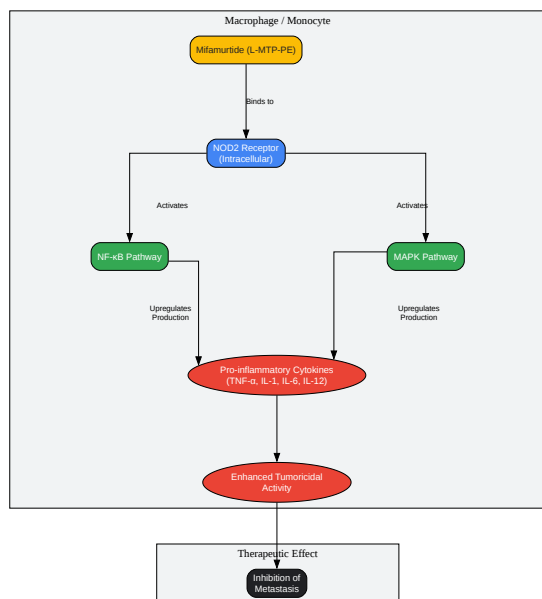 Macrophage / Monocyte
Mifamurtide (L-MTP-PE)
Binds to
NOD2 Receptor
(Intracellular)
Activates
Activates
NF-κB Pathway
MAPK Pathway
Upregulates
Production
Upregulates
Production
Pro-inflammatory Cytokines
(TNF-α, IL-1, IL-6, IL-12)
Enhanced Tumoricidal
Activity
Therapeutic Effect
Inhibition of
Metastasis